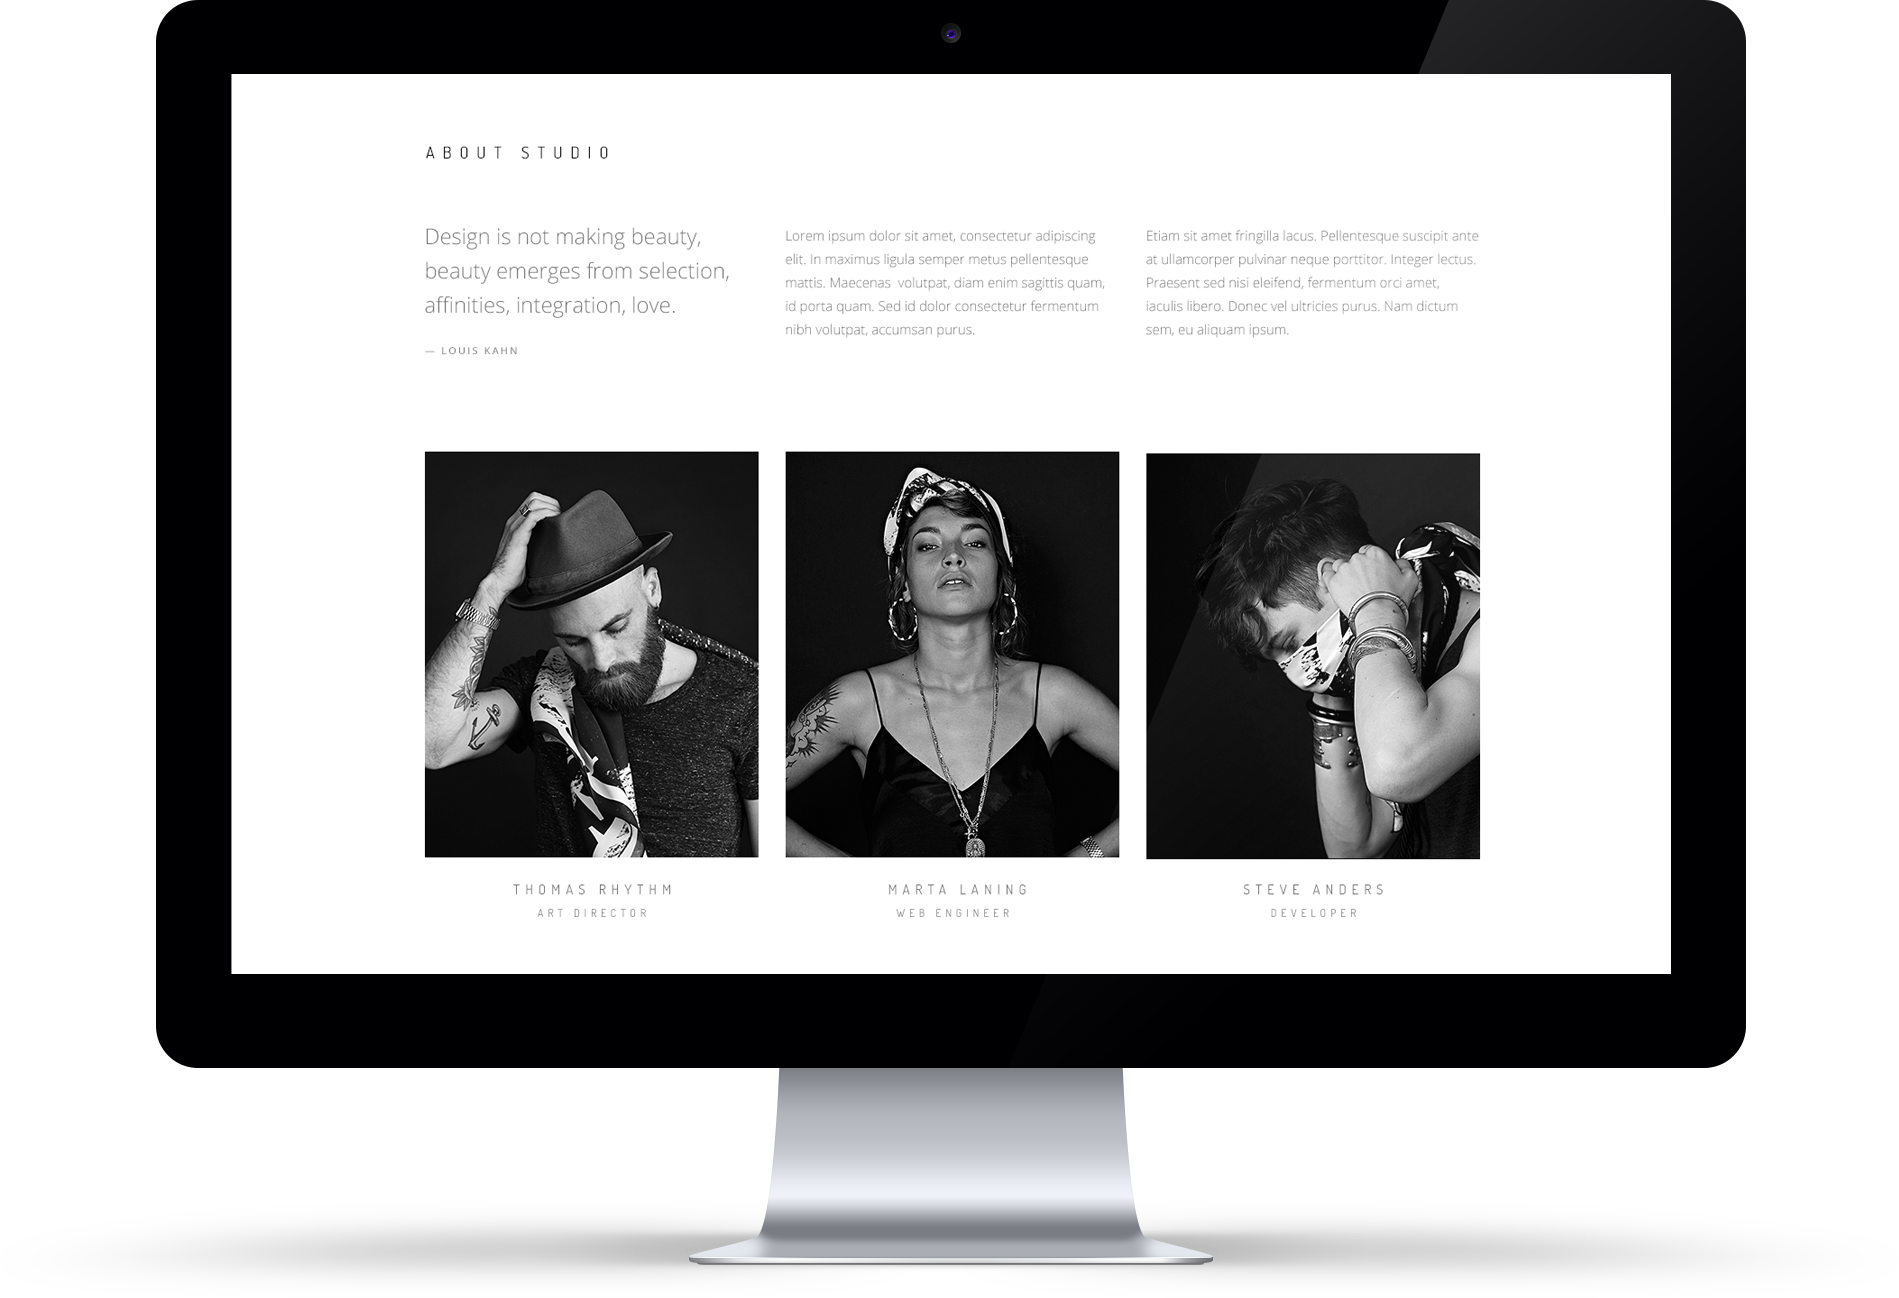 ABOUT STUDIO
Design is not making beauty,
beauty emerges from selection,
affinities, integration, love.
— LOUIS KAHN
Lorem ipsum dolor sit amet, consectetur adipiscing
elit. In maximus ligula semper metus pellentesque
mattis. Maecenas  volutpat, diam enim sagittis quam,
id porta quam. Sed id dolor consectetur fermentum
nibh volutpat, accumsan purus.
Etiam sit amet fringilla lacus. Pellentesque suscipit ante
at ullamcorper pulvinar neque porttitor. Integer lectus.
Praesent sed nisi eleifend, fermentum orci amet,
iaculis libero. Donec vel ultricies purus. Nam dictum
sem, eu aliquam ipsum.
THOMAS RHYTHM
ART DIRECTOR
MARTA LANING
WEB ENGINEER
STEVE ANDERS
DEVELOPER